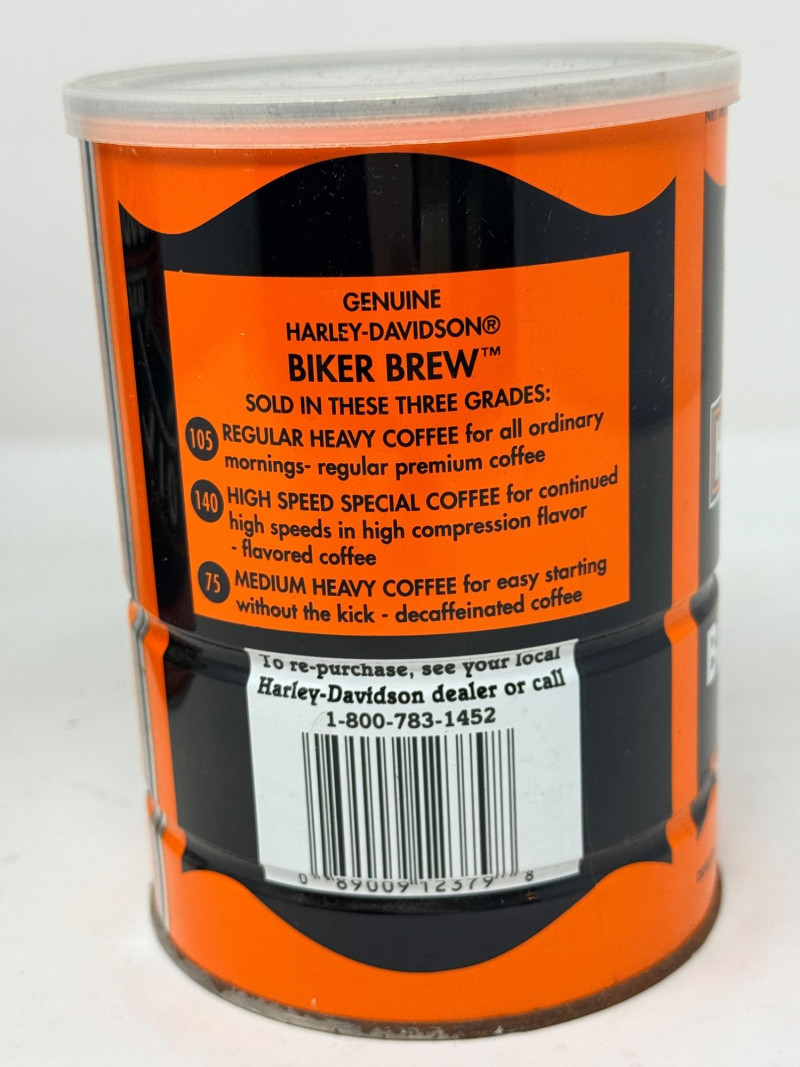 GENUINE
HARLEY-DAVIDSON®
BIKER BREW™
SOLD IN THESE THREE GRADES:
105 REGULAR HEAVY COFFEE for all ordinary
mornings- regular premium coffee
140 HIGH SPEED SPECIAL COFFEE for continued
high speeds in high compression flavor
- flavored coffee
75 MEDIUM HEAVY COFFEE for easy starting
without the kick - decaffeinated coffee
To re-purchase, see your local
Harley-Davidson dealer or call
1-800-783-1452
0 89009 12379 8